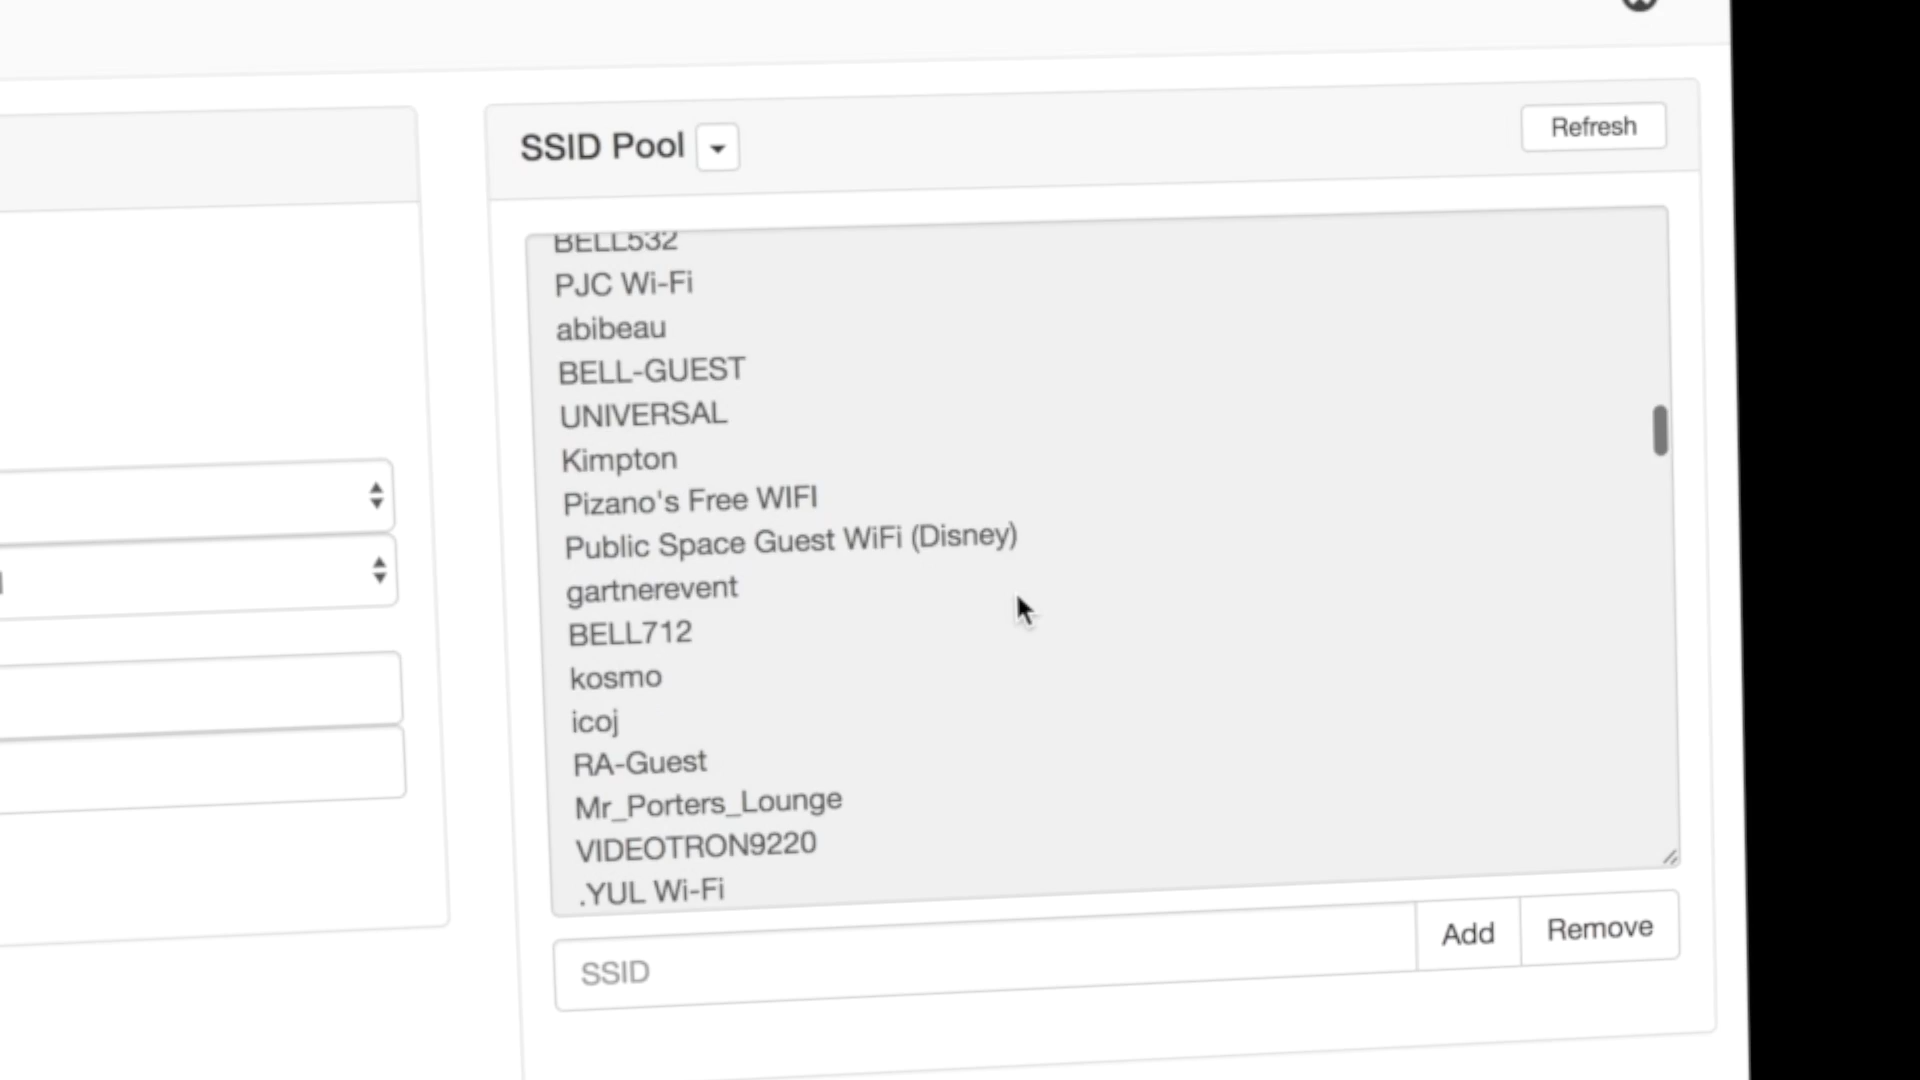 SSID Pool
Refresh
BELL532
PJC Wi-Fi
abibeau
BELL-GUEST
UNIVERSAL
Kimpton
Pizano's Free WIFI
Public Space Guest WiFi (Disney)
gartnerevent
BELL712
kosmo
icoj
RA-Guest
Mr_Porters_Lounge
VIDEOTRON9220
.YUL Wi-Fi
SSID
Add
Remove